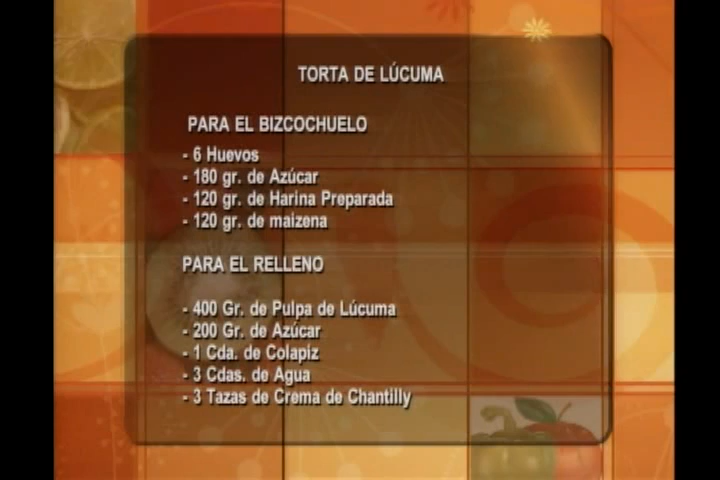 TORTA DE LÚCUMA
PARA EL BIZCOCHUELO
- 6 Huevos
- 180 gr. de Azúcar
- 120 gr. de Harina Preparada
- 120 gr. de maizena
PARA EL RELLENO
- 400 Gr. de Pulpa de Lúcuma
- 200 Gr. de Azúcar
- 1 Cda. de Colapiz
- 3 Cdas. de Agua
- 3 Tazas de Crema de Chantilly